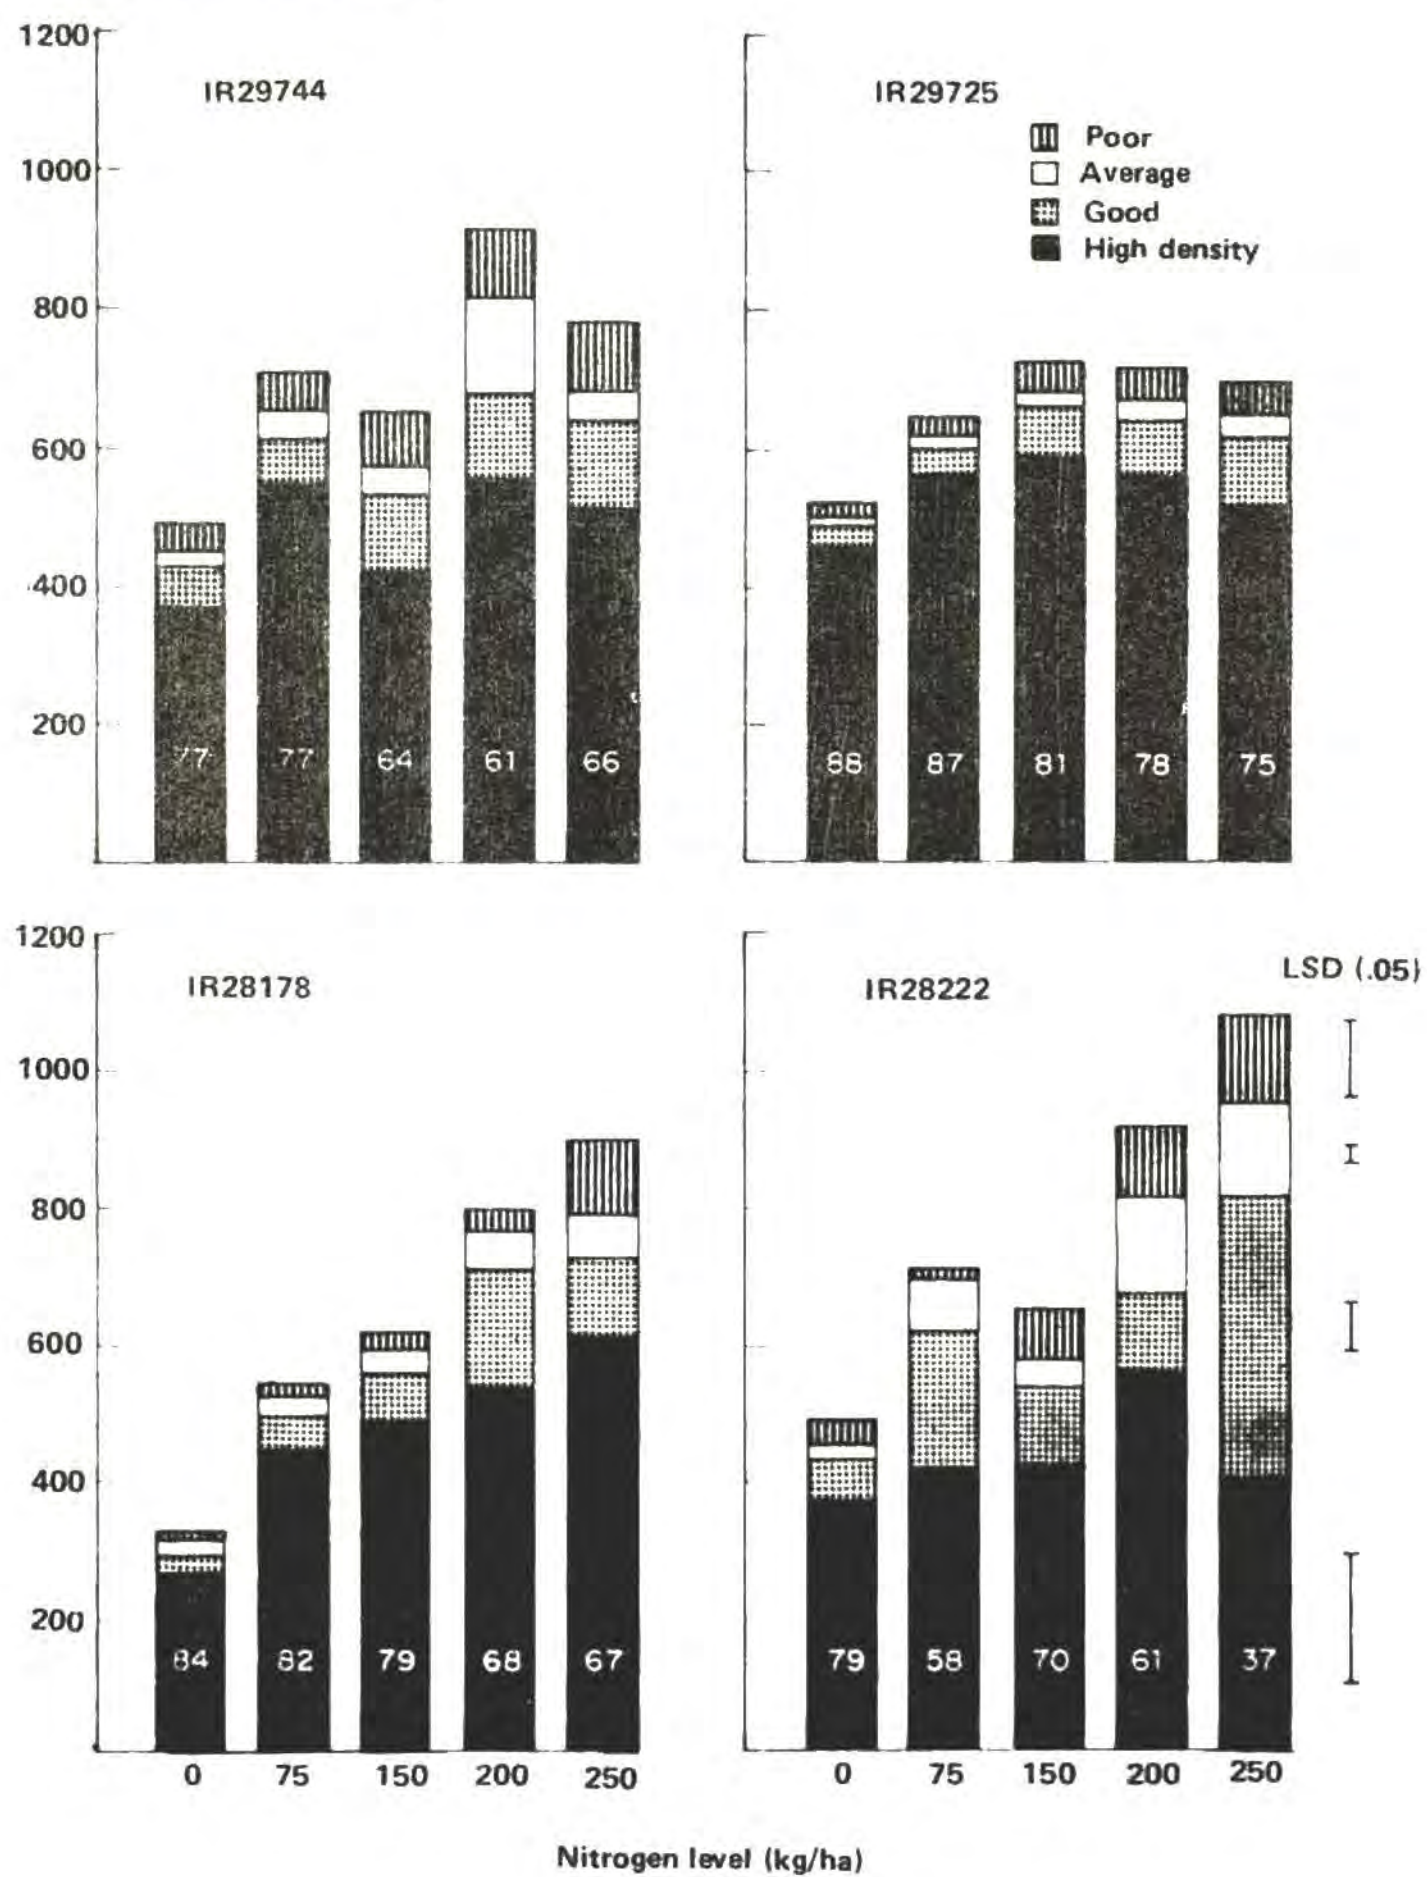 1200
IR29744
IR29725
Poor
Average
Good
High density
1000
800
600
400
200
77 77 64 61 66
88 87 81 78 75
1200
IR28178
IR28222
LSD (.05)
1000
800
600
400
200
84 82 79 68 67
79 58 70 61 37
0 75 150 200 250
0 75 150 200 250
Nitrogen level (kg/ha)